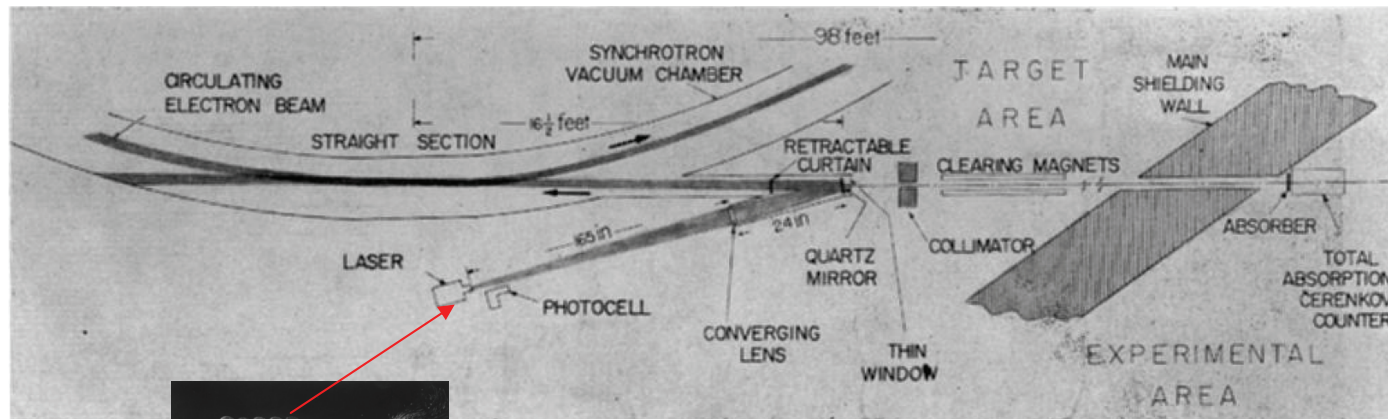 98 feet
SYNCHROTRON
VACUUM CHAMBER
CIRCULATING
ELECTRON BEAM
TARGET
AREA
MAIN
SHIELDING
WALL
16½ feet
STRAIGHT SECTION
RETRACTABLE
CURTAIN
CLEARING MAGNETS
165 in
24 in
LASER
PHOTOCELL
CONVERGING
LENS
QUARTZ
MIRROR
THIN
WINDOW
COLLIMATOR
ABSORBER
TOTAL
ABSORPTION
ČERENKOV
COUNTER
EXPERIMENTAL
AREA